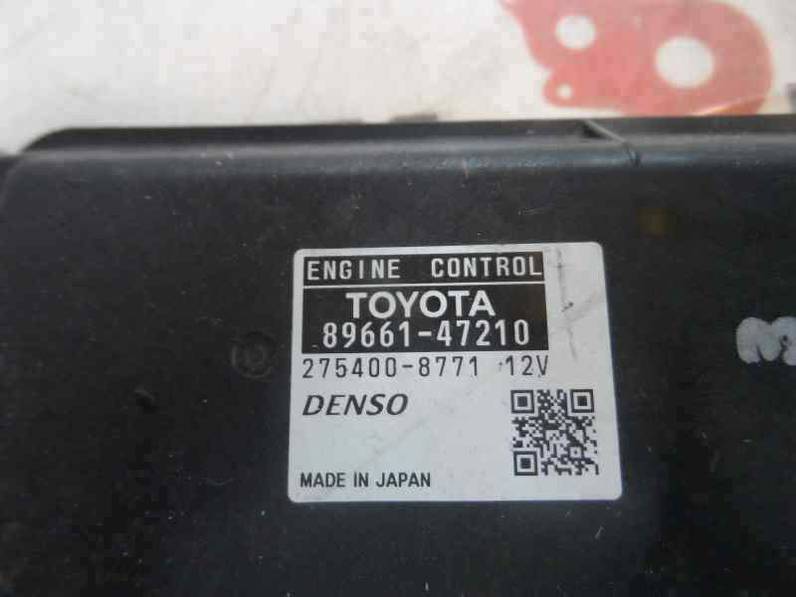 ENGINE CONTROL
TOYOTA
89661-47210
275400-8771 12V
DENSO
MADE IN JAPAN